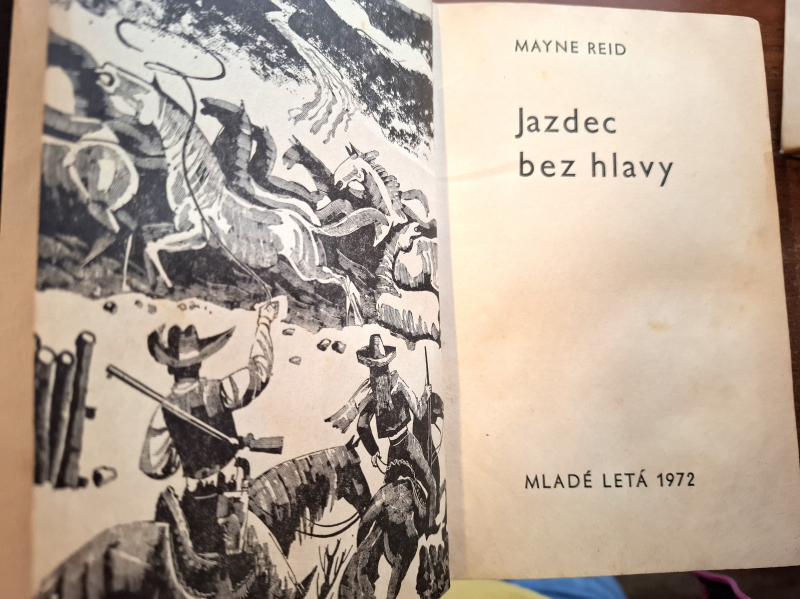 MAYNE REID
Jazdec
bez hlavy
MLADÉ LETÁ 1972